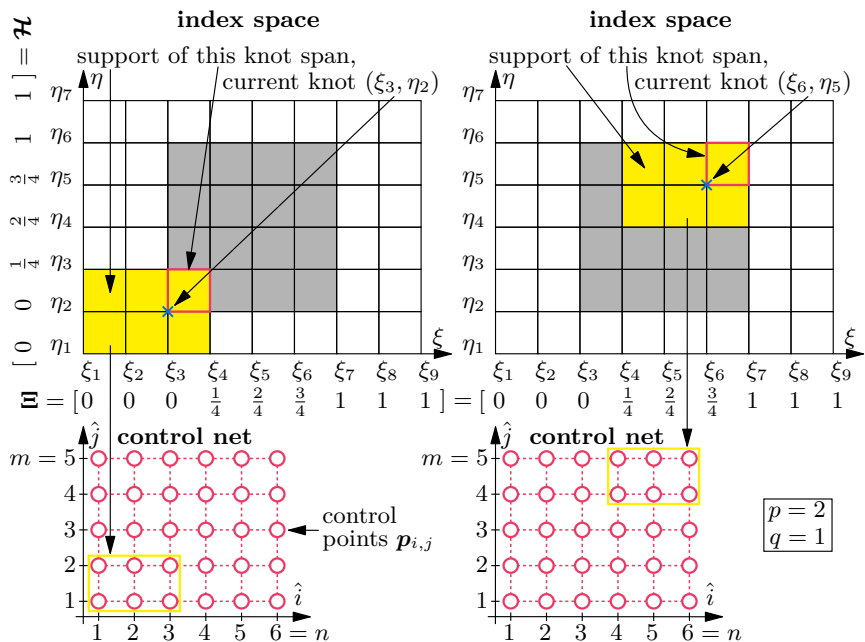 index space
support of this knot span,
current knot (ξ₃, η₂)
[ 0 0 1/4 2/4 3/4 1 1 ] = 𝓗
η
η₇
η₆
η₅
η₄
η₃
η₂
η₁
ξ
ξ₁ ξ₂ ξ₃ ξ₄ ξ₅ ξ₆ ξ₇ ξ₈ ξ₉
Ξ = [ 0 0 0 1/4 2/4 3/4 1 1 1 ]
index space
support of this knot span,
current knot (ξ₆, η₅)
η
η₇
η₆
η₅
η₄
η₃
η₂
η₁
ξ
ξ₁ ξ₂ ξ₃ ξ₄ ξ₅ ξ₆ ξ₇ ξ₈ ξ₉
= [ 0 0 0 1/4 2/4 3/4 1 1 1 ]
ĵ control net
m = 5
4
3
2
1
control
points 𝒑ᵢ,ⱼ
î
1 2 3 4 5 6 = n
ĵ control net
m = 5
4
3
2
1
î
1 2 3 4 5 6 = n
p = 2
q = 1